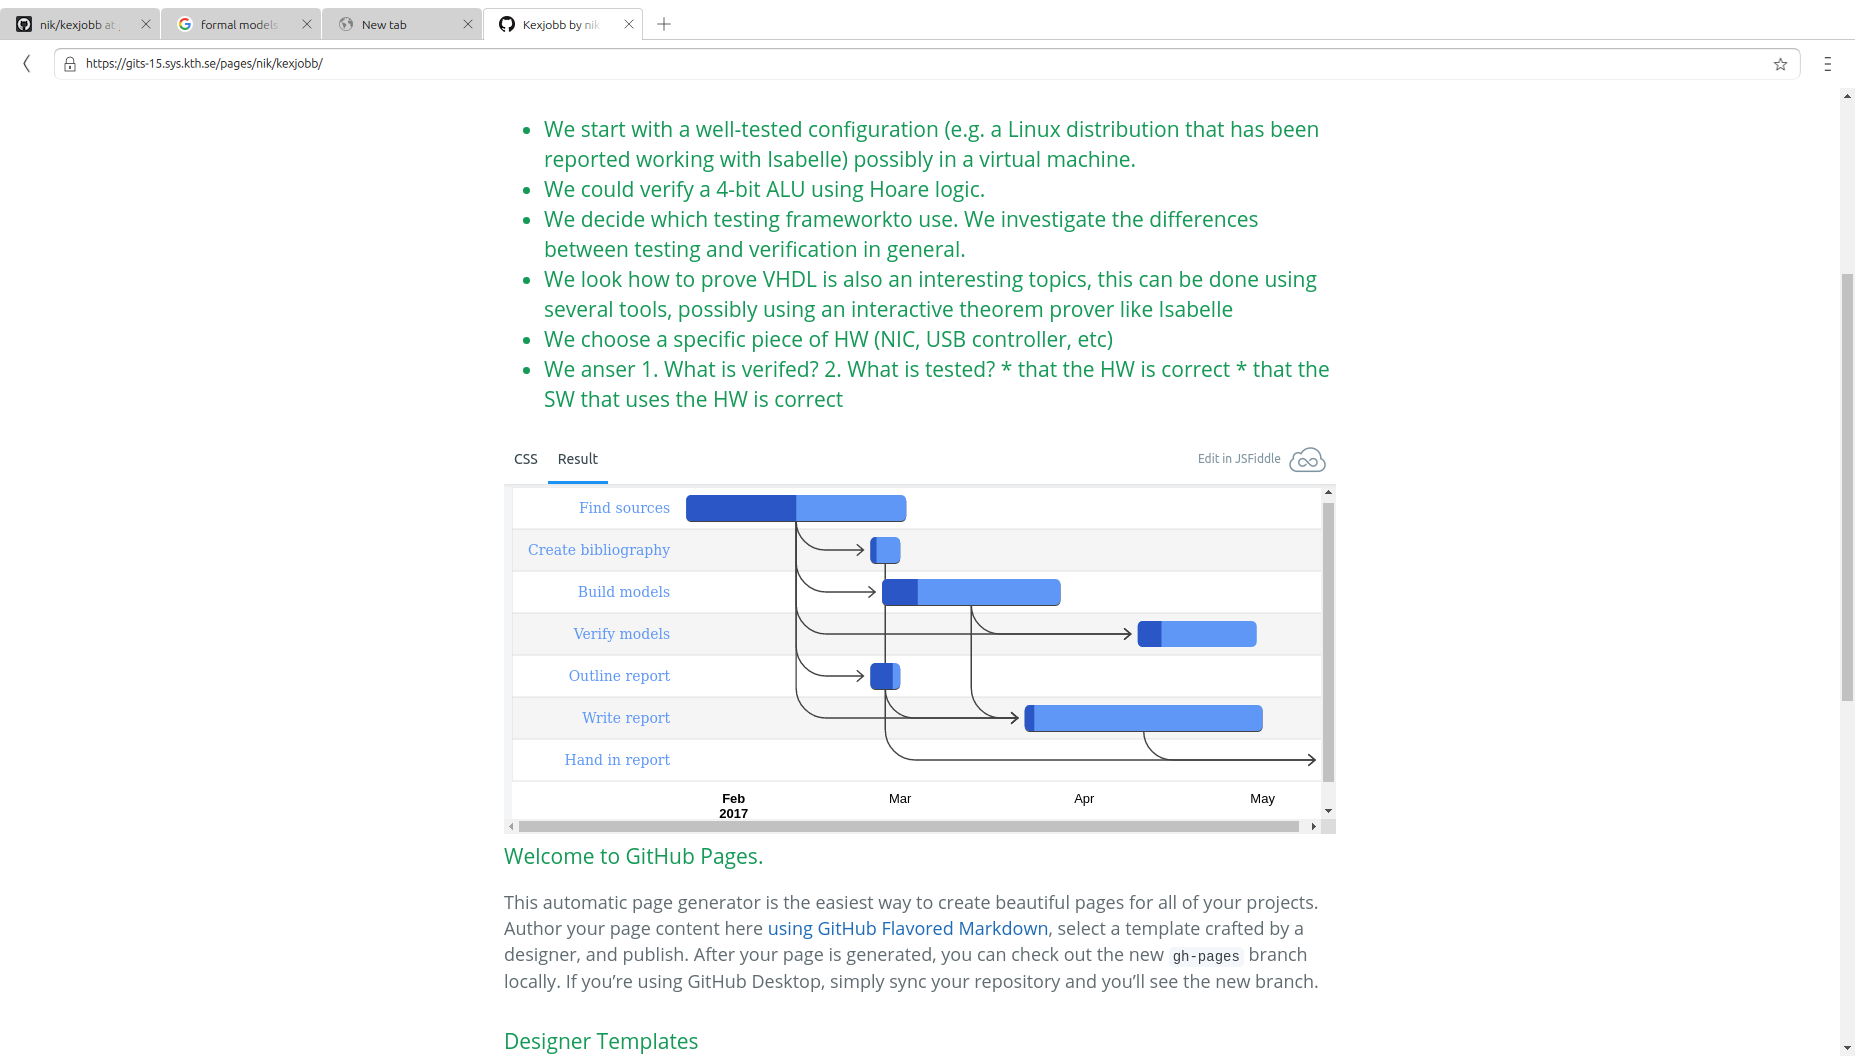 nik/kexjobb at
formal models
New tab
Kexjobb by nik
https://gits-15.sys.kth.se/pages/nik/kexjobb/
We start with a well-tested configuration (e.g. a Linux distribution that has been
reported working with Isabelle) possibly in a virtual machine.
We could verify a 4-bit ALU using Hoare logic.
We decide which testing frameworkto use. We investigate the differences
between testing and verification in general.
We look how to prove VHDL is also an interesting topics, this can be done using
several tools, possibly using an interactive theorem prover like Isabelle
We choose a specific piece of HW (NIC, USB controller, etc)
We anser 1. What is verifed? 2. What is tested? * that the HW is correct * that the
SW that uses the HW is correct
CSS Result Edit in JSFiddle
Find sources
Create bibliography
Build models
Verify models
Outline report
Write report
Hand in report
Feb Mar Apr May
2017
Welcome to GitHub Pages.
This automatic page generator is the easiest way to create beautiful pages for all of your projects.
Author your page content here using GitHub Flavored Markdown, select a template crafted by a
designer, and publish. After your page is generated, you can check out the new gh-pages branch
locally. If you’re using GitHub Desktop, simply sync your repository and you’ll see the new branch.
Designer Templates